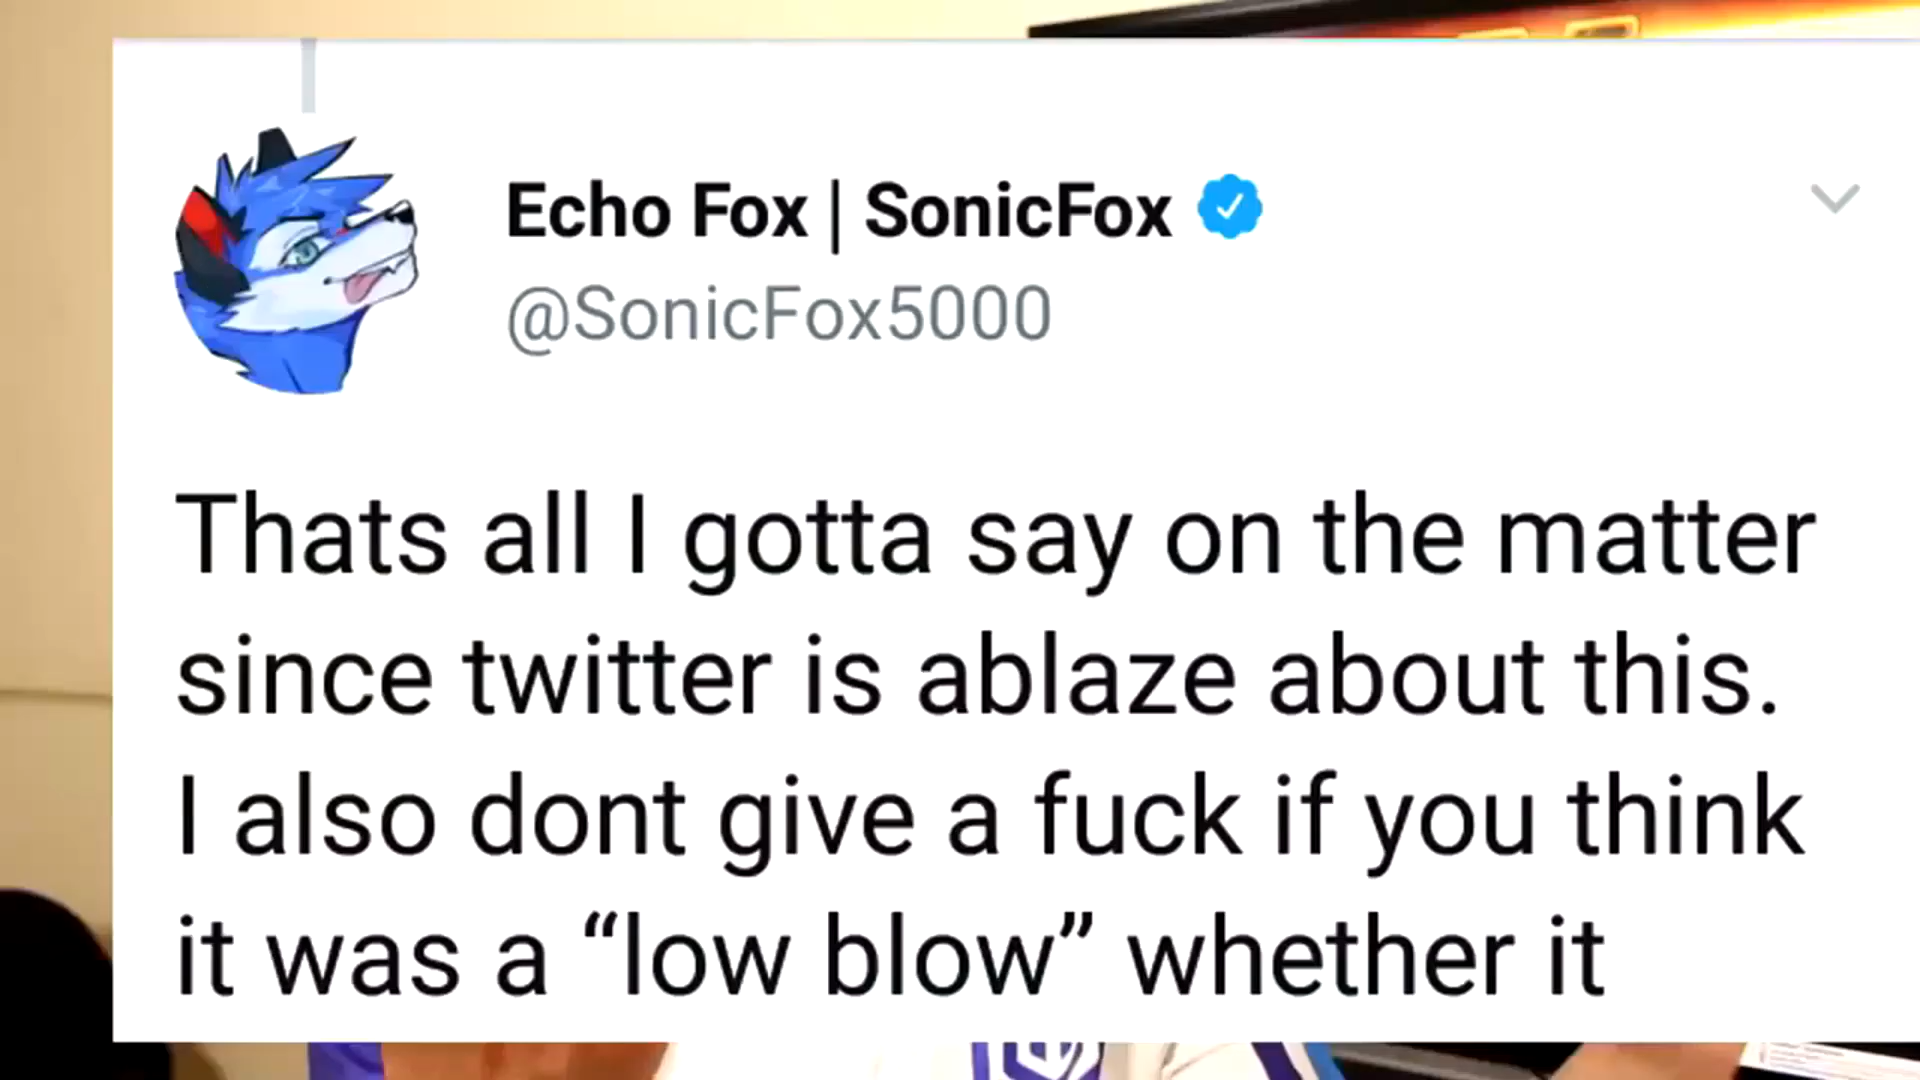 Echo Fox | SonicFox
@SonicFox5000
Thats all I gotta say on the matter
since twitter is ablaze about this.
I also dont give a fuck if you think
it was a “low blow” whether it